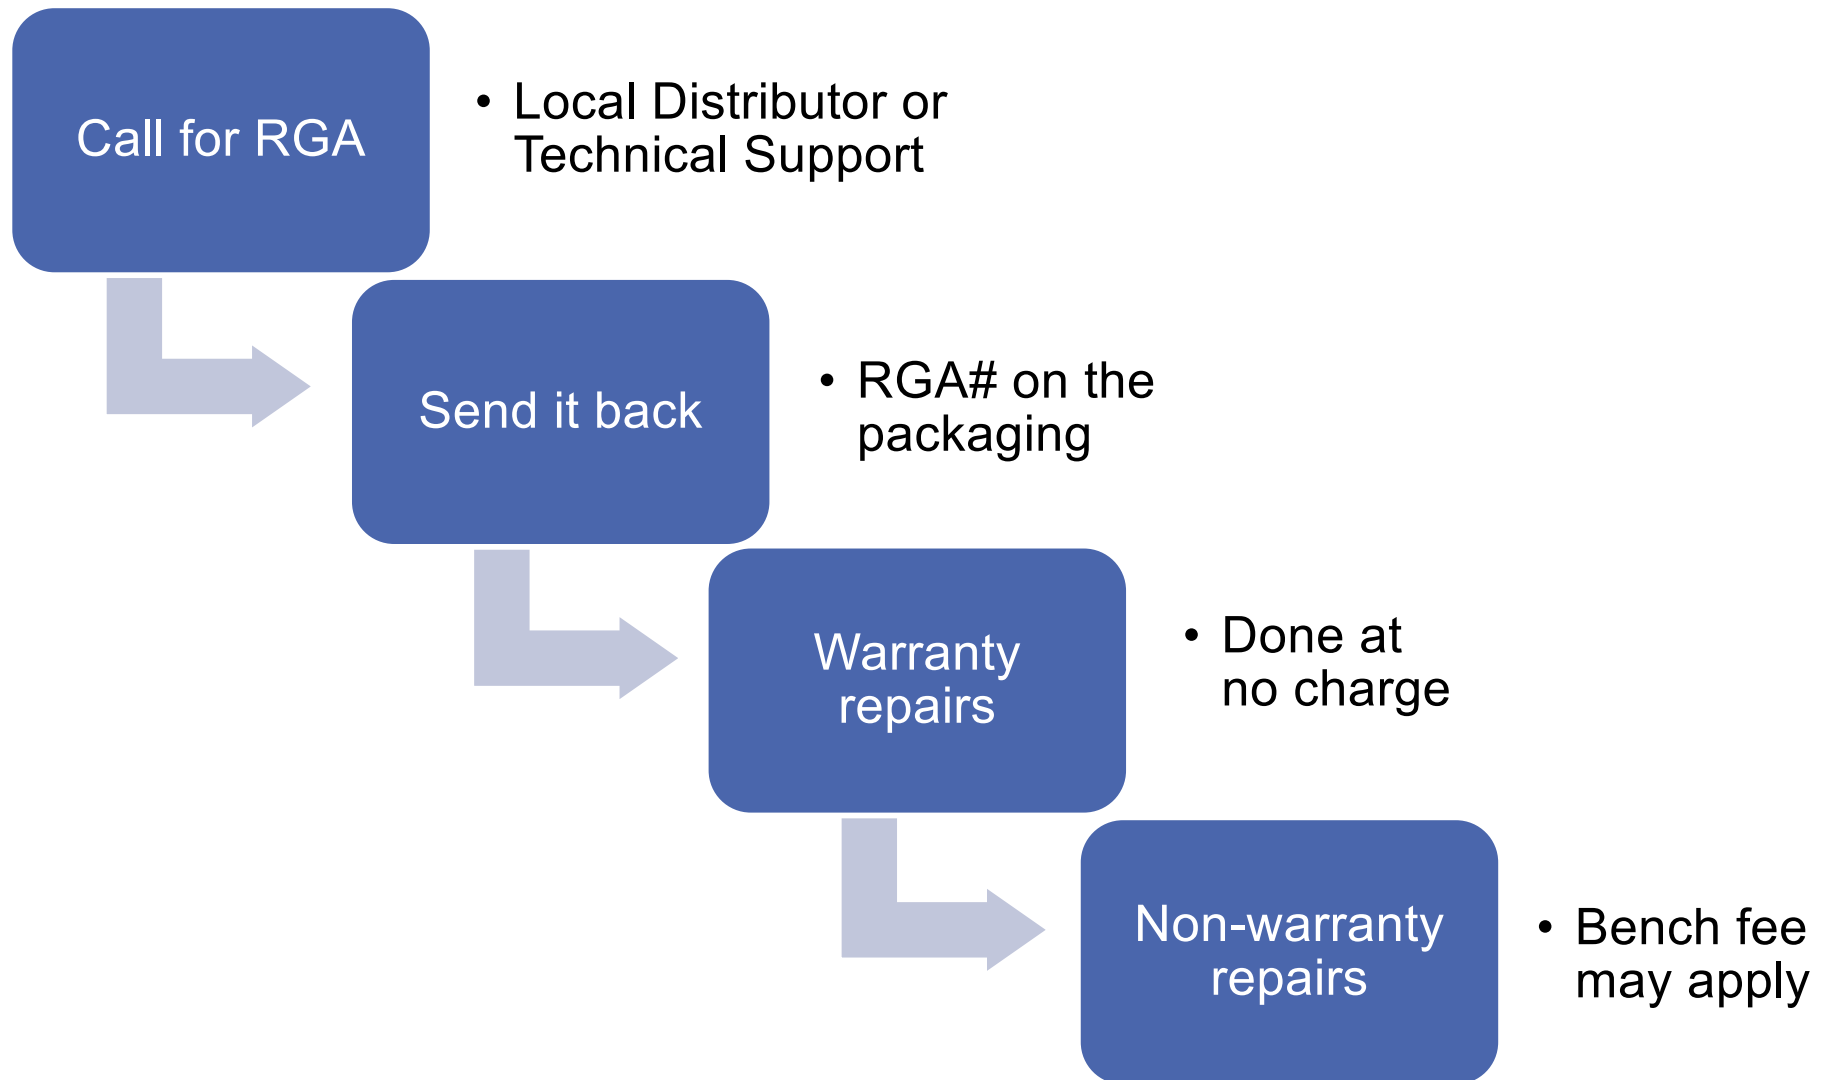 Call for RGA
• Local Distributor or
Technical Support
Send it back
• RGA# on the
packaging
Warranty
repairs
• Done at
no charge
Non-warranty
repairs
• Bench fee
may apply